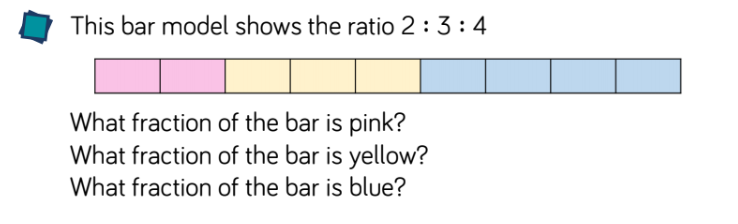 This bar model shows the ratio 2 : 3 : 4
What fraction of the bar is pink?
What fraction of the bar is yellow?
What fraction of the bar is blue?